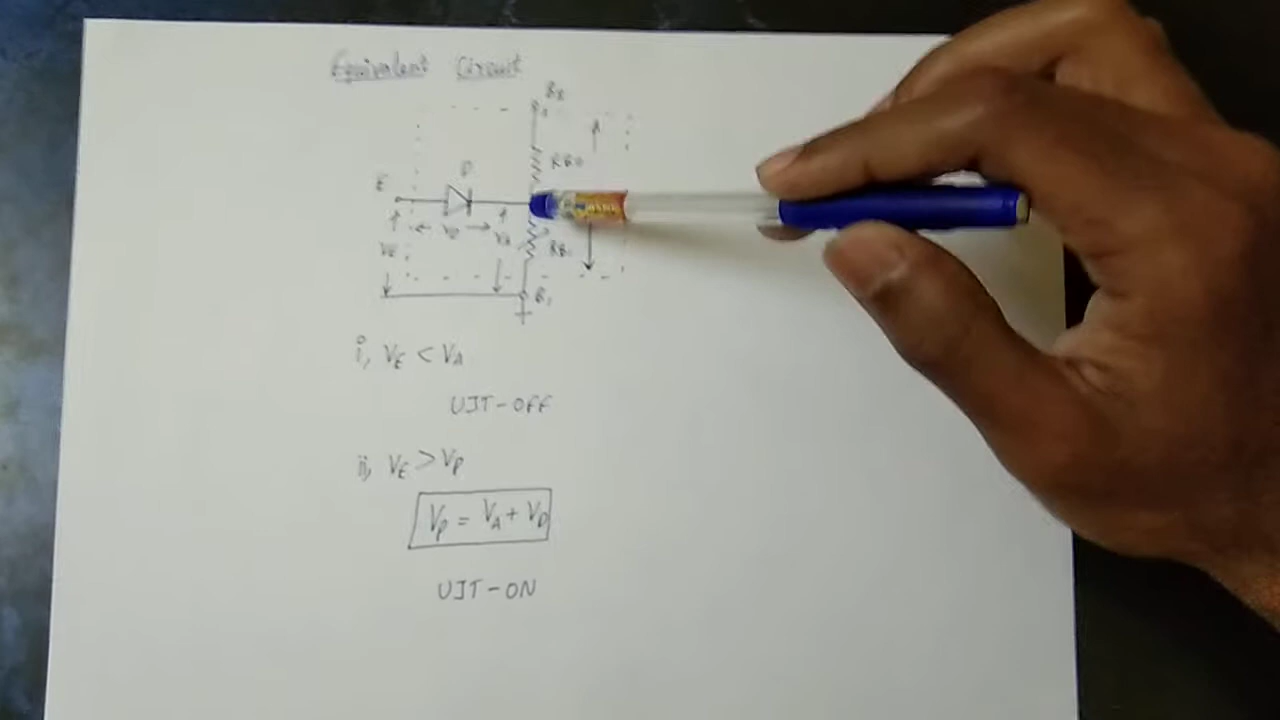 Equivalent Circuit
B2
D
RB2
E
VD
VA
RB1
VE
B1
i, VE < VA
UJT-OFF
ii, VE > VP
VP = VA + VD
UJT-ON